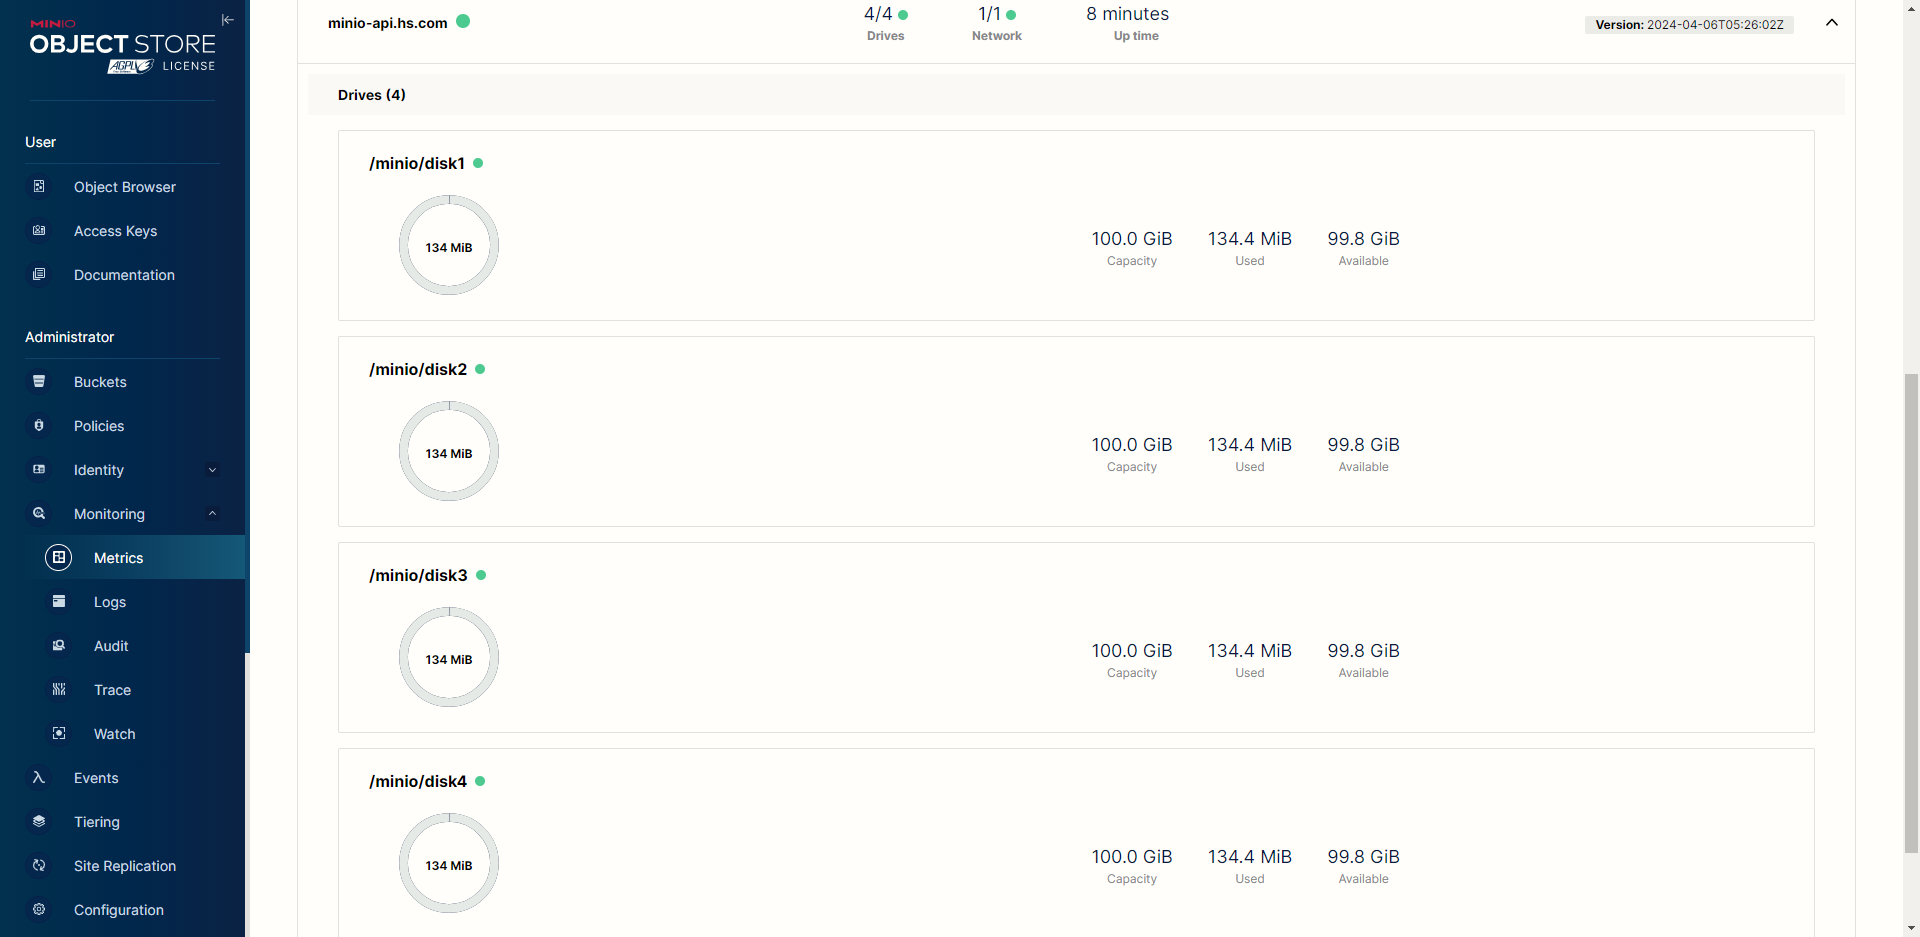 MINIO
OBJECT STORE
AGPLv3 LICENSE
User
Object Browser
Access Keys
Documentation
Administrator
Buckets
Policies
Identity
Monitoring
Metrics
Logs
Audit
Trace
Watch
Events
Tiering
Site Replication
Configuration
minio-api.hs.com
4/4
Drives
1/1
Network
8 minutes
Up time
Version: 2024-04-06T05:26:02Z
Drives (4)
/minio/disk1
134 MiB
100.0 GiB
Capacity
134.4 MiB
Used
99.8 GiB
Available
/minio/disk2
134 MiB
100.0 GiB
Capacity
134.4 MiB
Used
99.8 GiB
Available
/minio/disk3
134 MiB
100.0 GiB
Capacity
134.4 MiB
Used
99.8 GiB
Available
/minio/disk4
134 MiB
100.0 GiB
Capacity
134.4 MiB
Used
99.8 GiB
Available